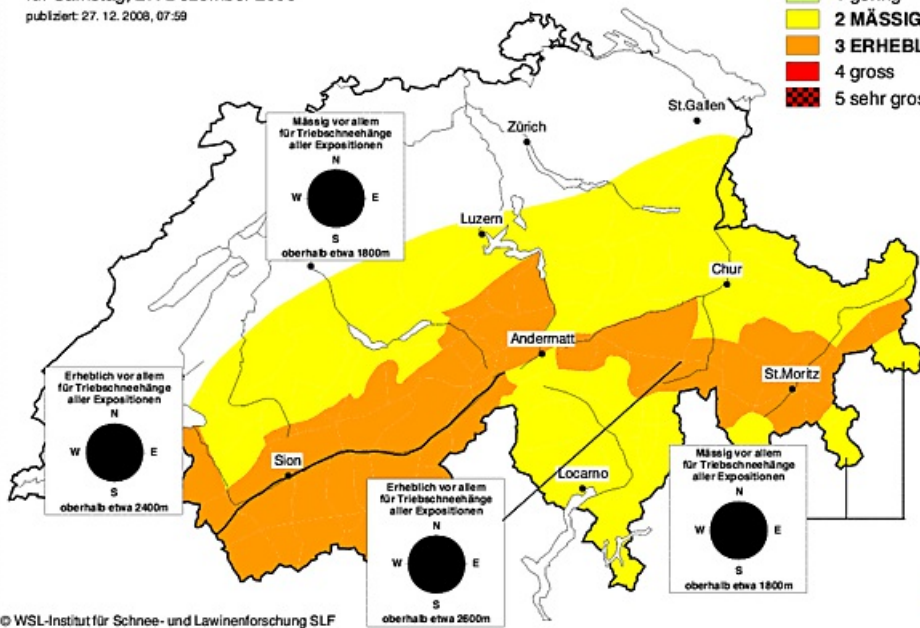 publiziert: 27. 12. 2008, 07:59
2 MÄSSIG
3 ERHEBL
4 gross
5 sehr gros
St.Gallen
Zürich
Mässig vor allem
für Triebschneehänge
aller Expositionen
N
W E
S
oberhalb etwa 1800m
Luzern
Chur
Andermatt
St.Moritz
Erheblich vor allem
für Triebschneehänge
aller Expositionen
N
W E
S
oberhalb etwa 2400m
Sion
Locarno
Erheblich vor allem
für Triebschneehänge
aller Expositionen
N
W E
S
oberhalb etwa 2600m
Mässig vor allem
für Triebschneehänge
aller Expositionen
N
W E
S
oberhalb etwa 1800m
© WSL-Institut für Schnee- und Lawinenforschung SLF